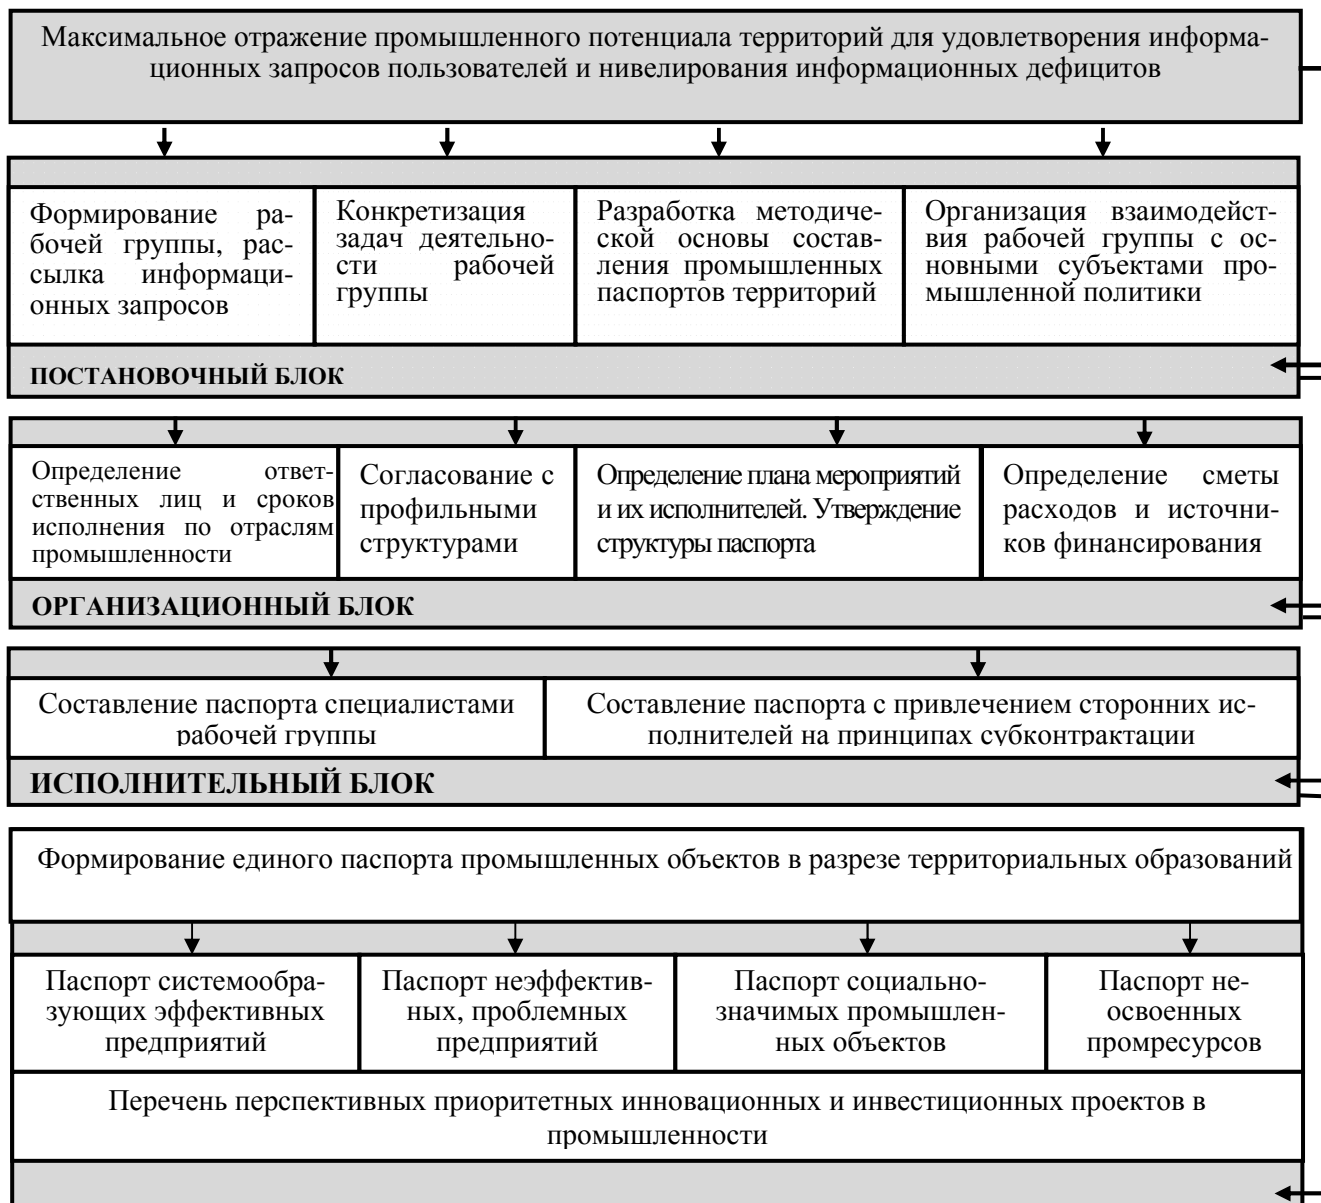 Максимальное отражение промышленного потенциала территорий для удовлетворения информа-
ционных запросов пользователей и нивелирования информационных дефицитов
Формирование ра-
бочей группы, рас-
сылка информаци-
онных запросов
Конкретизация
задач деятельно-
сти рабочей
группы
Разработка методиче-
ской основы состав-
ления промышленных
паспортов территорий
Организация взаимодейст-
вия рабочей группы с ос-
новными субъектами про-
мышленной политики
ПОСТАНОВОЧНЫЙ БЛОК
Определение ответ-
ственных лиц и сроков
исполнения по отраслям
промышленности
Согласование с
профильными
структурами
Определение плана мероприятий
и их исполнителей. Утверждение
структуры паспорта
Определение сметы
расходов и источни-
ков финансирования
ОРГАНИЗАЦИОННЫЙ БЛОК
Составление паспорта специалистами
рабочей группы
Составление паспорта с привлечением сторонних ис-
полнителей на принципах субконтрактации
ИСПОЛНИТЕЛЬНЫЙ БЛОК
Формирование единого паспорта промышленных объектов в разрезе территориальных образований
Паспорт системообра-
зующих эффективных
предприятий
Паспорт неэффектив-
ных, проблемных
предприятий
Паспорт социально-
значимых промышлен-
ных объектов
Паспорт не-
освоенных
промресурсов
Перечень перспективных приоритетных инновационных и инвестиционных проектов в
промышленности